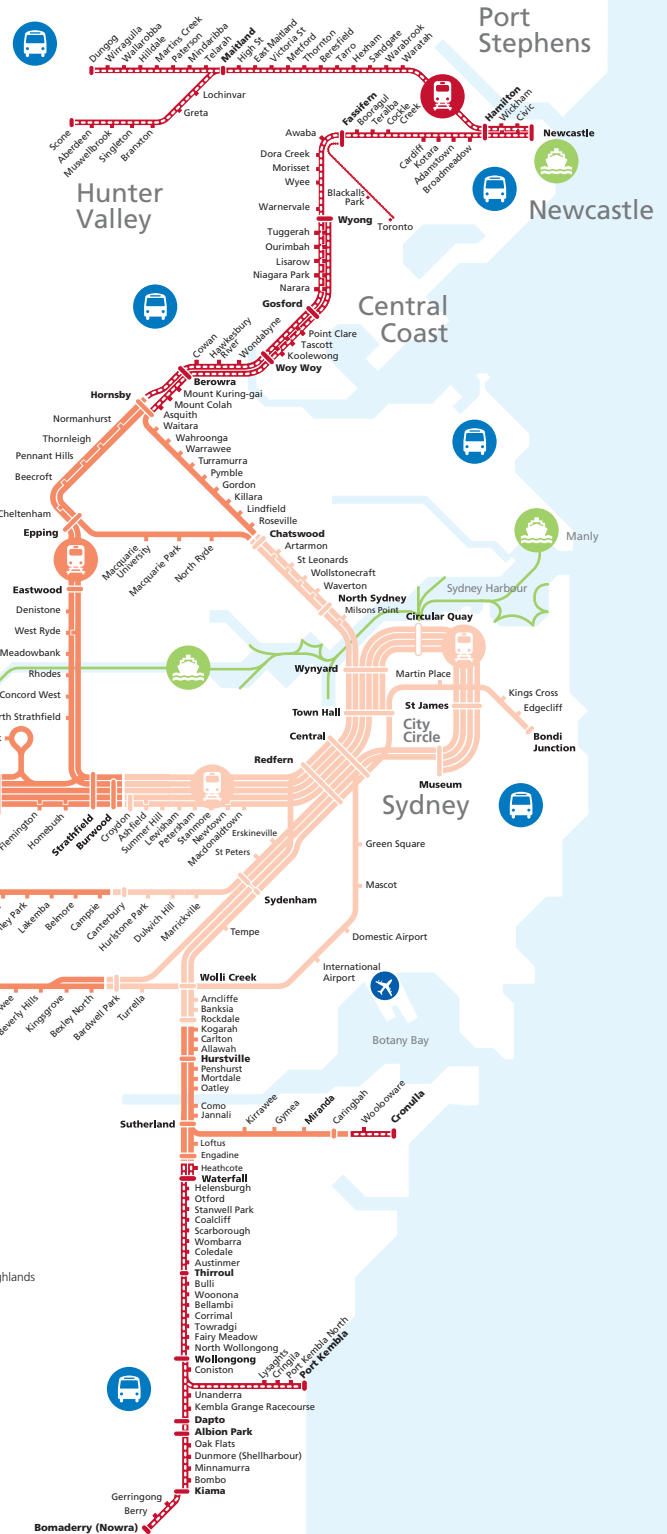 Port
Stephens
Dungog
Wirragulla
Wallarobba
Hilldale
Martins Creek
Paterson
Mindaribba
Telarah
Maitland
High St
East Maitland
Victoria St
Metford
Thornton
Beresfield
Tarro
Hexham
Sandgate
Warabrook
Waratah
Lochinvar
Greta
Scone
Aberdeen
Muswellbrook
Singleton
Branxton
Hunter
Valley
Hamilton
Wickham
Civic
Newcastle
Fassifern
Booragul
Teralba
Cockle
Creek
Awaba
Cardiff
Kotara
Adamstown
Broadmeadow
Newcastle
Dora Creek
Morisset
Wyee
Blackalls
Park
Warnervale
Toronto
Wyong
Tuggerah
Ourimbah
Lisarow
Niagara Park
Narara
Gosford
Central
Coast
Point Clare
Tascott
Koolewong
Woy Woy
Cowan
Hawkesbury
River
Wondabyne
Berowra
Mount Kuring-gai
Mount Colah
Hornsby
Asquith
Waitara
Normanhurst
Wahroonga
Thornleigh
Warrawee
Turramurra
Pennant Hills
Pymble
Gordon
Beecroft
Killara
Lindfield
Roseville
Cheltenham
Epping
Chatswood
Macquarie
University
Macquarie Park
North Ryde
Artarmon
St Leonards
Wollstonecraft
Waverton
Manly
Eastwood
Sydney Harbour
North Sydney
Milsons Point
Denistone
Circular Quay
West Ryde
Meadowbank
Wynyard
Rhodes
Martin Place
Concord West
Kings Cross
Edgecliff
St James
Town Hall
rth Strathfield
City
Circle
Bondi
Junction
Central
Redfern
Museum
Sydney
Flemington
Homebush
Strathfield
Burwood
Croydon
Ashfield
Summer Hill
Lewisham
Petersham
Stanmore
Newtown
Macdonaldtown
Erskineville
St Peters
Green Square
Mascot
ley Park
Lakemba
Belmore
Campsie
Canterbury
Hurlstone Park
Dulwich Hill
Marrickville
Sydenham
Tempe
Domestic Airport
International
Airport
Wolli Creek
wee
Beverly Hills
Kingsgrove
Bexley North
Bardwell Park
Turrella
Arncliffe
Banksia
Rockdale
Kogarah
Carlton
Allawah
Botany Bay
Hurstville
Penshurst
Mortdale
Oatley
Como
Jannali
Sutherland
Kirrawee
Gymea
Miranda
Caringbah
Woolooware
Cronulla
Loftus
Engadine
Heathcote
Waterfall
Helensburgh
Otford
Stanwell Park
Coalcliff
Scarborough
Wombarra
Coledale
Austinmer
Thirroul
ghlands
Bulli
Woonona
Bellambi
Corrimal
Towradgi
Fairy Meadow
North Wollongong
Wollongong
Coniston
Lysaghts
Cringila
Port Kembla North
Port Kembla
Unanderra
Kembla Grange Racecourse
Dapto
Albion Park
Oak Flats
Dunmore (Shellharbour)
Minnamurra
Bombo
Kiama
Gerringong
Berry
Bomaderry (Nowra)